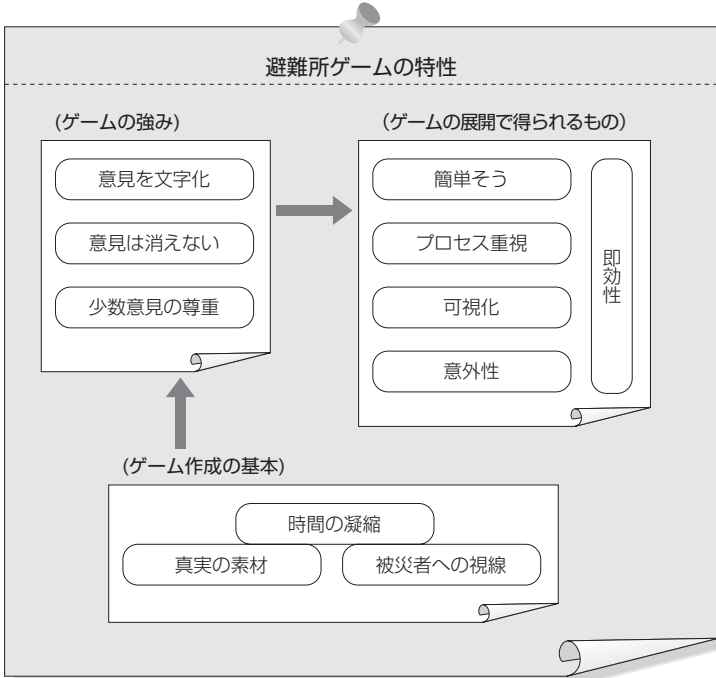 避難所ゲームの特性
(ゲームの強み)
意見を文字化
意見は消えない
少数意見の尊重
（ゲームの展開で得られるもの）
簡単そう
プロセス重視
可視化
意外性
即効性
(ゲーム作成の基本)
時間の凝縮
真実の素材
被災者への視線